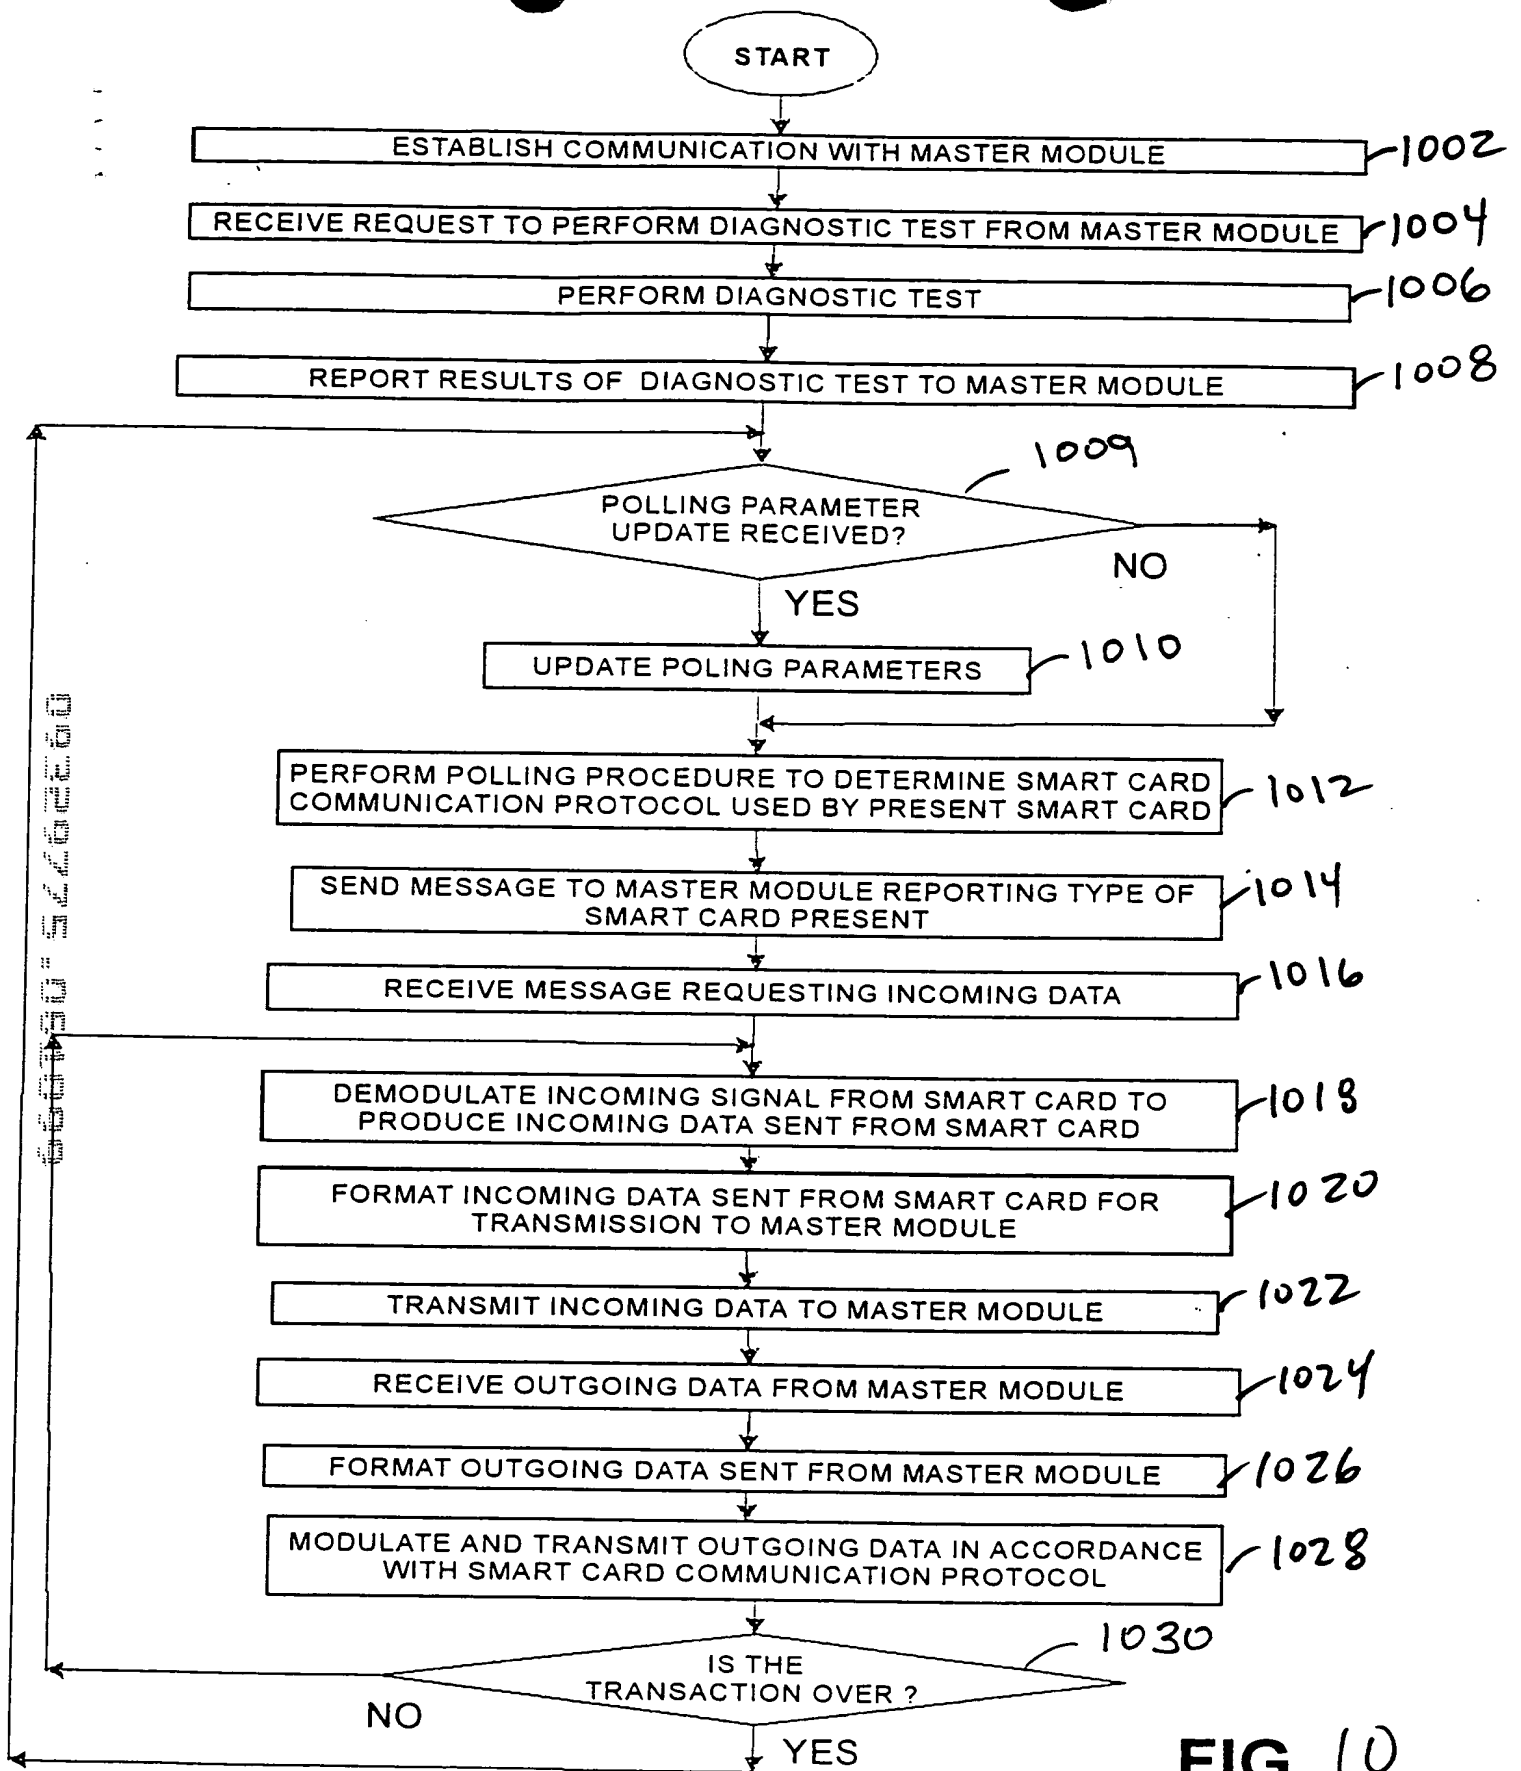 START
ESTABLISH COMMUNICATION WITH MASTER MODULE
1002
RECEIVE REQUEST TO PERFORM DIAGNOSTIC TEST FROM MASTER MODULE
1004
PERFORM DIAGNOSTIC TEST
1006
REPORT RESULTS OF DIAGNOSTIC TEST TO MASTER MODULE
1008
1009
POLLING PARAMETER
UPDATE RECEIVED?
NO
YES
UPDATE POLING PARAMETERS
1010
PERFORM POLLING PROCEDURE TO DETERMINE SMART CARD
COMMUNICATION PROTOCOL USED BY PRESENT SMART CARD
1012
SEND MESSAGE TO MASTER MODULE REPORTING TYPE OF
SMART CARD PRESENT
1014
RECEIVE MESSAGE REQUESTING INCOMING DATA
1016
DEMODULATE INCOMING SIGNAL FROM SMART CARD TO
PRODUCE INCOMING DATA SENT FROM SMART CARD
1018
FORMAT INCOMING DATA SENT FROM SMART CARD FOR
TRANSMISSION TO MASTER MODULE
1020
TRANSMIT INCOMING DATA TO MASTER MODULE
1022
RECEIVE OUTGOING DATA FROM MASTER MODULE
1024
FORMAT OUTGOING DATA SENT FROM MASTER MODULE
1026
MODULATE AND TRANSMIT OUTGOING DATA IN ACCORDANCE
WITH SMART CARD COMMUNICATION PROTOCOL
1028
1030
IS THE
TRANSACTION OVER ?
NO
YES
FIG 10